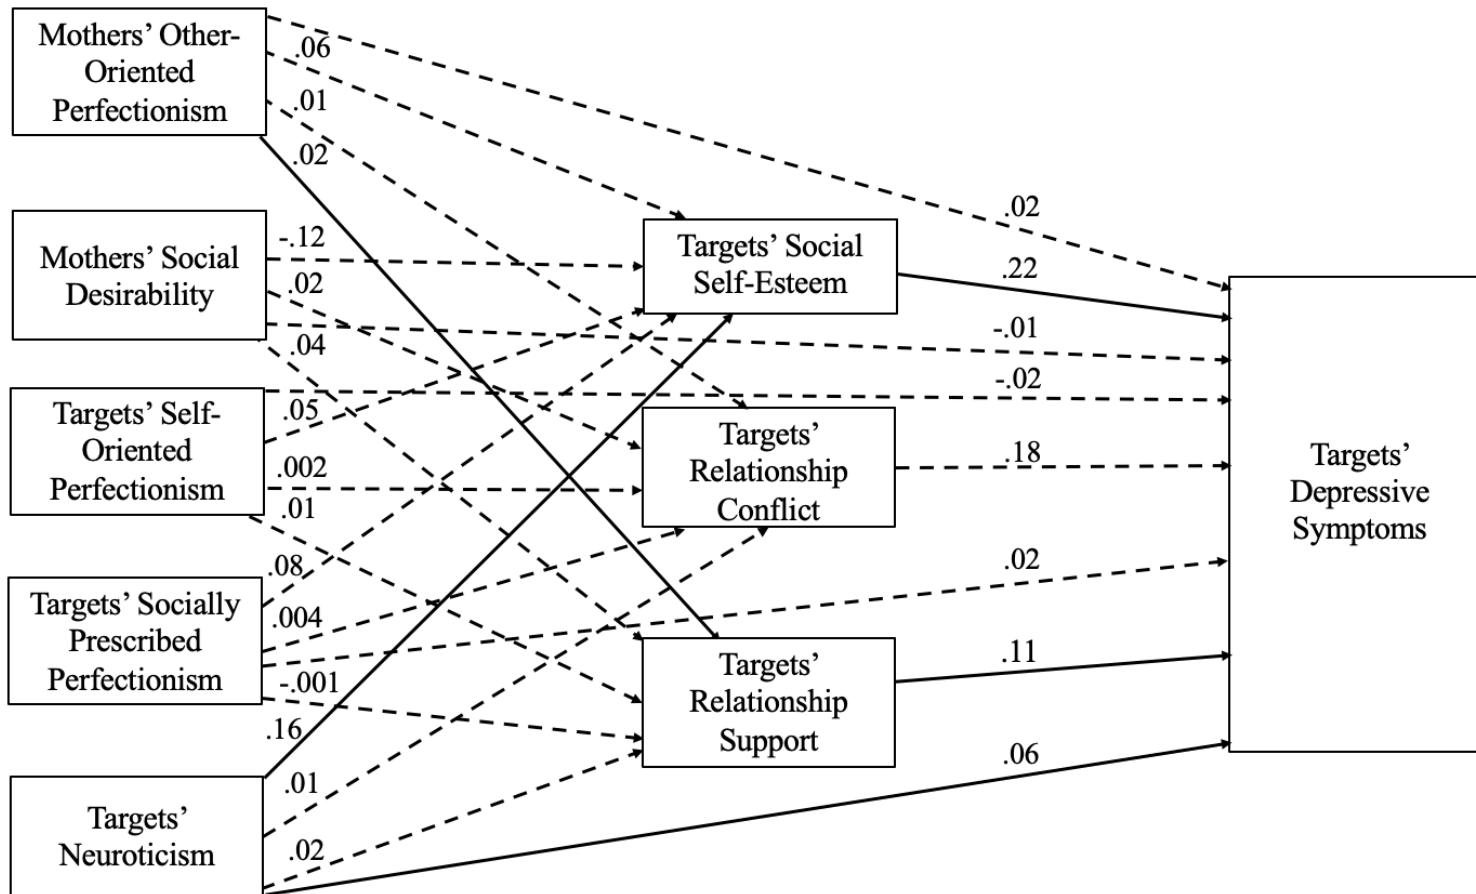 Mothers' Other-
Oriented
Perfectionism
.06
.01
.02
Mothers' Social
Desirability
-.12
.02
.04
Targets' Self-
Oriented
Perfectionism
.05
.002
.01
Targets' Socially
Prescribed
Perfectionism
.08
.004
-.001
Targets'
Neuroticism
.16
.01
.02
Targets' Social
Self-Esteem
Targets'
Relationship
Conflict
Targets'
Relationship
Support
.02
.22
-.01
-.02
.18
.02
.11
.06
Targets'
Depressive
Symptoms